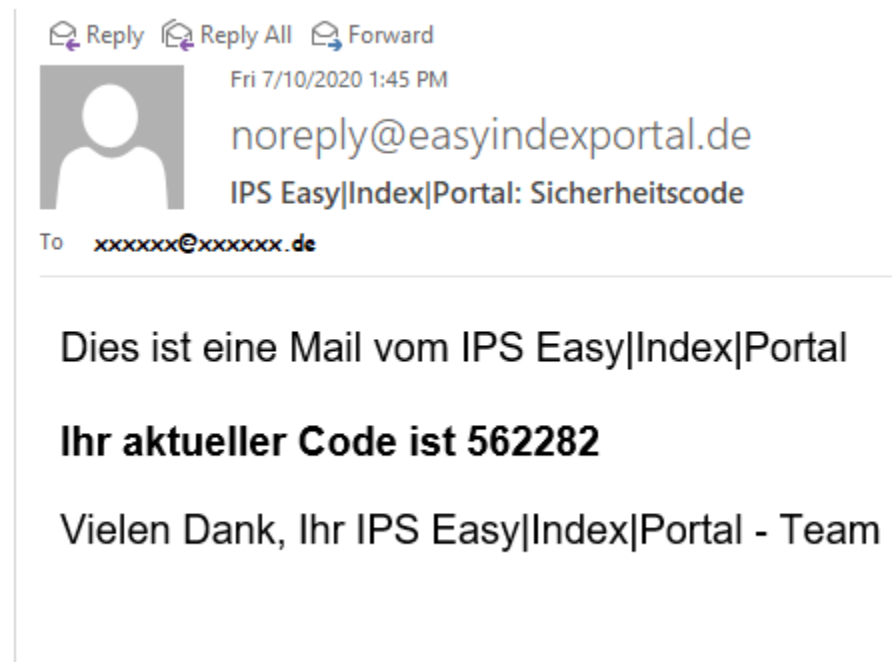 Reply Reply All Forward
Fri 7/10/2020 1:45 PM
noreply@easyindexportal.de
IPS Easy|Index|Portal: Sicherheitscode
To xxxxxx@xxxxxx.de
Dies ist eine Mail vom IPS Easy|Index|Portal
Ihr aktueller Code ist 562282
Vielen Dank, Ihr IPS Easy|Index|Portal - Team